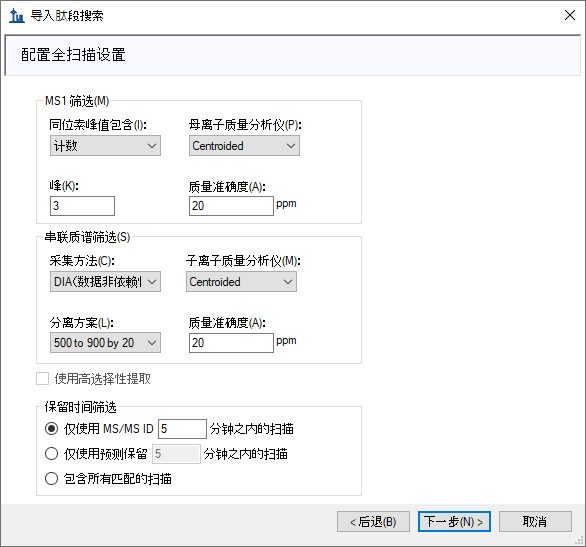 导入肽段搜索
配置全扫描设置
MS1 筛选(M)
同位素峰值包含(I): 母离子质量分析仪(P):
计数 Centroided
峰(K): 质量准确度(A):
3 20 ppm
串联质谱筛选(S)
采集方法(C): 子离子质量分析仪(M):
DIA(数据非依赖 Centroided
分离方案(L): 质量准确度(A):
500 to 900 by 20 20 ppm
使用高选择性提取
保留时间筛选
仅使用 MS/MS ID 5 分钟之内的扫描
仅使用预测保留 5 分钟之内的扫描
包含所有匹配的扫描
< 后退(B) 下一步(N) > 取消